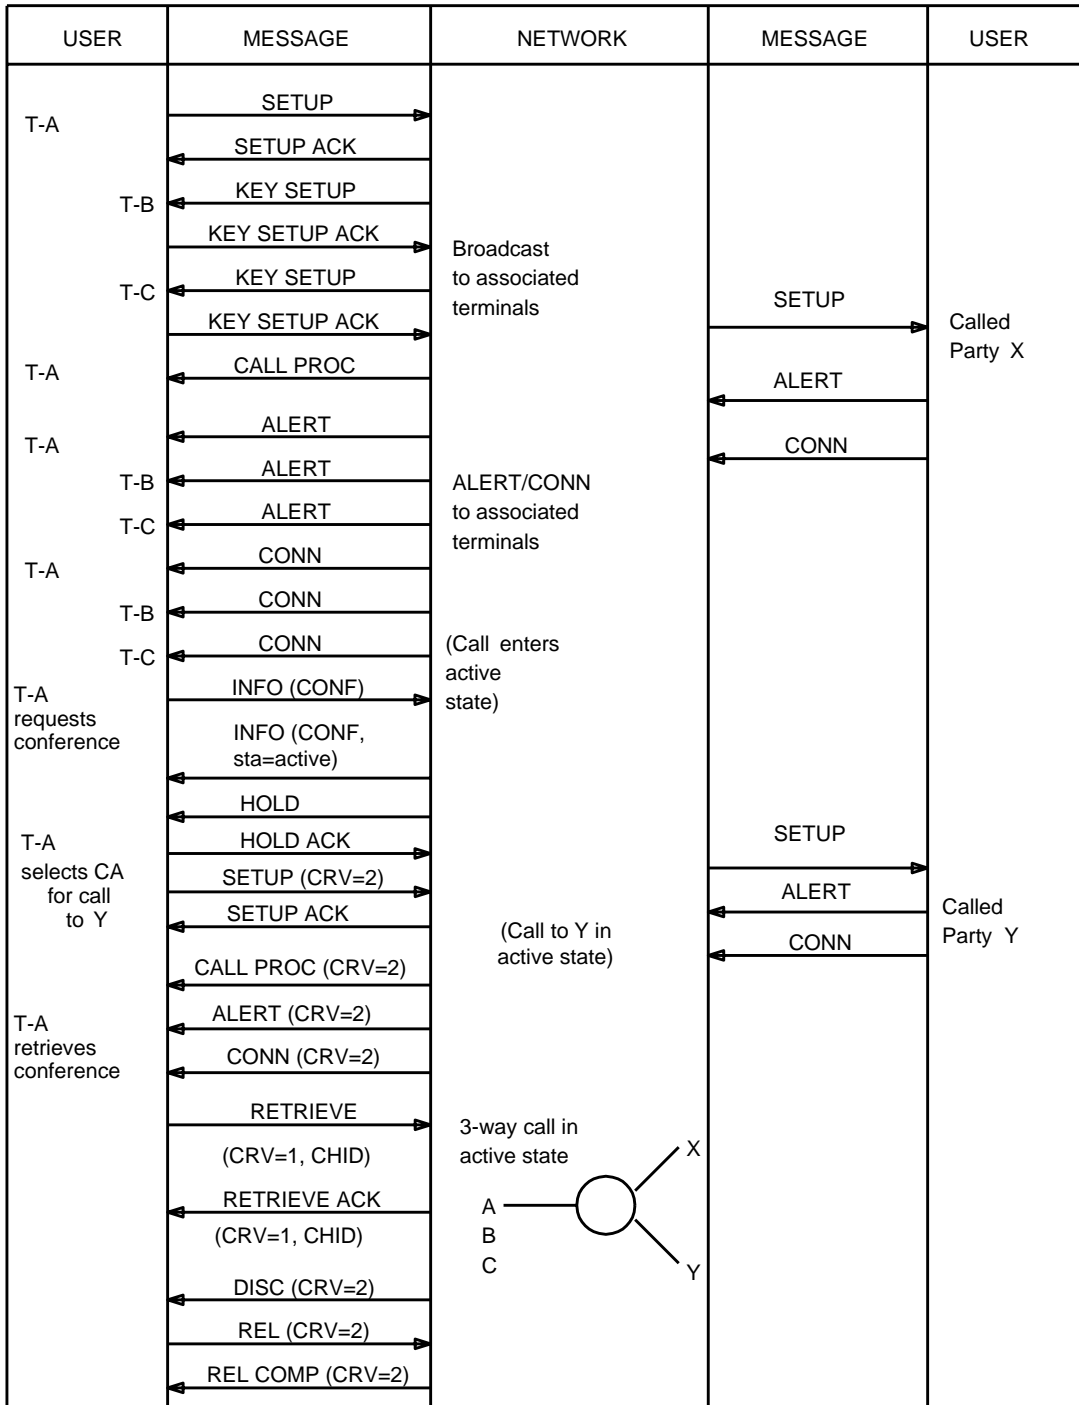 USER MESSAGE NETWORK MESSAGE USER
SETUP
T-A
SETUP ACK
KEY SETUP
T-B
KEY SETUP ACK
Broadcast
to associated
terminals
KEY SETUP
T-C
SETUP
KEY SETUP ACK
Called
Party X
CALL PROC
T-A
ALERT
ALERT
T-A
CONN
ALERT
T-B
ALERT/CONN
to associated
terminals
ALERT
T-C
CONN
T-A
CONN
T-B
CONN
T-C
(Call enters
active
state)
INFO (CONF)
T-A
requests
conference
INFO (CONF,
sta=active)
HOLD
SETUP
HOLD ACK
T-A
selects CA
for call
to Y
SETUP (CRV=2)
ALERT
SETUP ACK
Called
Party Y
(Call to Y in
active state)
CONN
CALL PROC (CRV=2)
ALERT (CRV=2)
T-A
retrieves
conference
CONN (CRV=2)
RETRIEVE
(CRV=1, CHID)
3-way call in
active state
X
RETRIEVE ACK
(CRV=1, CHID)
A
B
C
Y
DISC (CRV=2)
REL (CRV=2)
REL COMP (CRV=2)